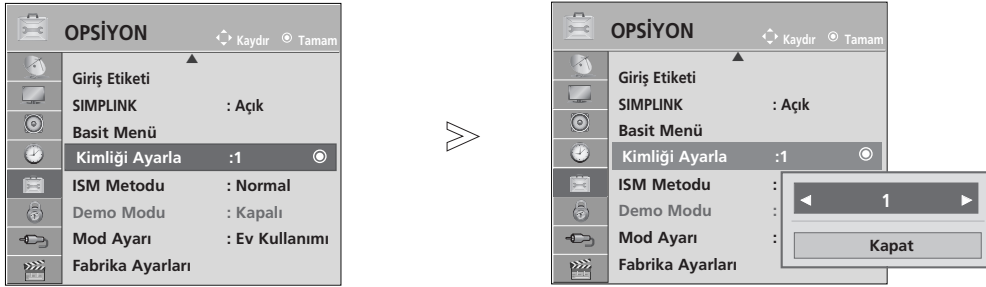 OPSİYON
Kaydır Tamam
Giriş Etiketi
SIMPLINK : Açık
Basit Menü
Kimliği Ayarla :1
ISM Metodu : Normal
Demo Modu : Kapalı
Mod Ayarı : Ev Kullanımı
Fabrika Ayarları
OPSİYON
Kaydır Tamam
Giriş Etiketi
SIMPLINK : Açık
Basit Menü
Kimliği Ayarla :1
ISM Metodu :
Demo Modu :
Mod Ayarı :
Fabrika Ayarları
◄ 1 ►
Kapat